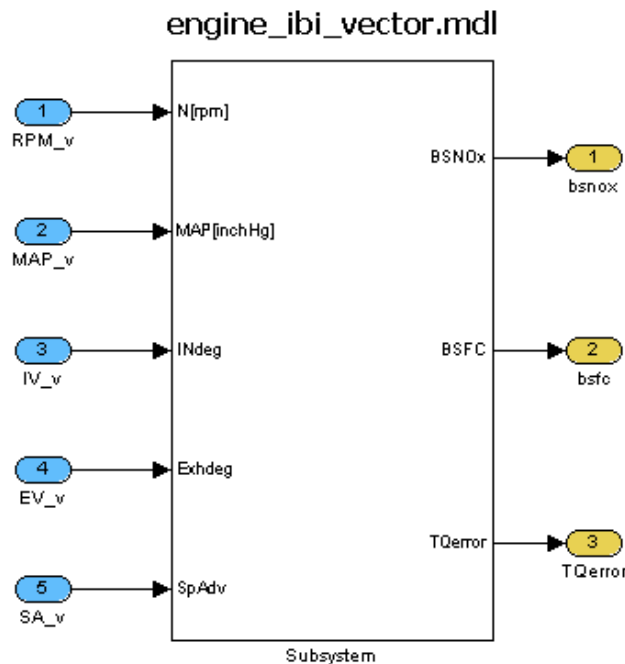 engine_ibi_vector.mdl
1
RPM_v
N[rpm]
2
MAP_v
MAP[inchHg]
3
IV_v
INdeg
4
EV_v
Exhdeg
5
SA_v
SpAdv
BSNOx
1
bsnox
BSFC
2
bsfc
TQerror
3
TQerror
Subsystem